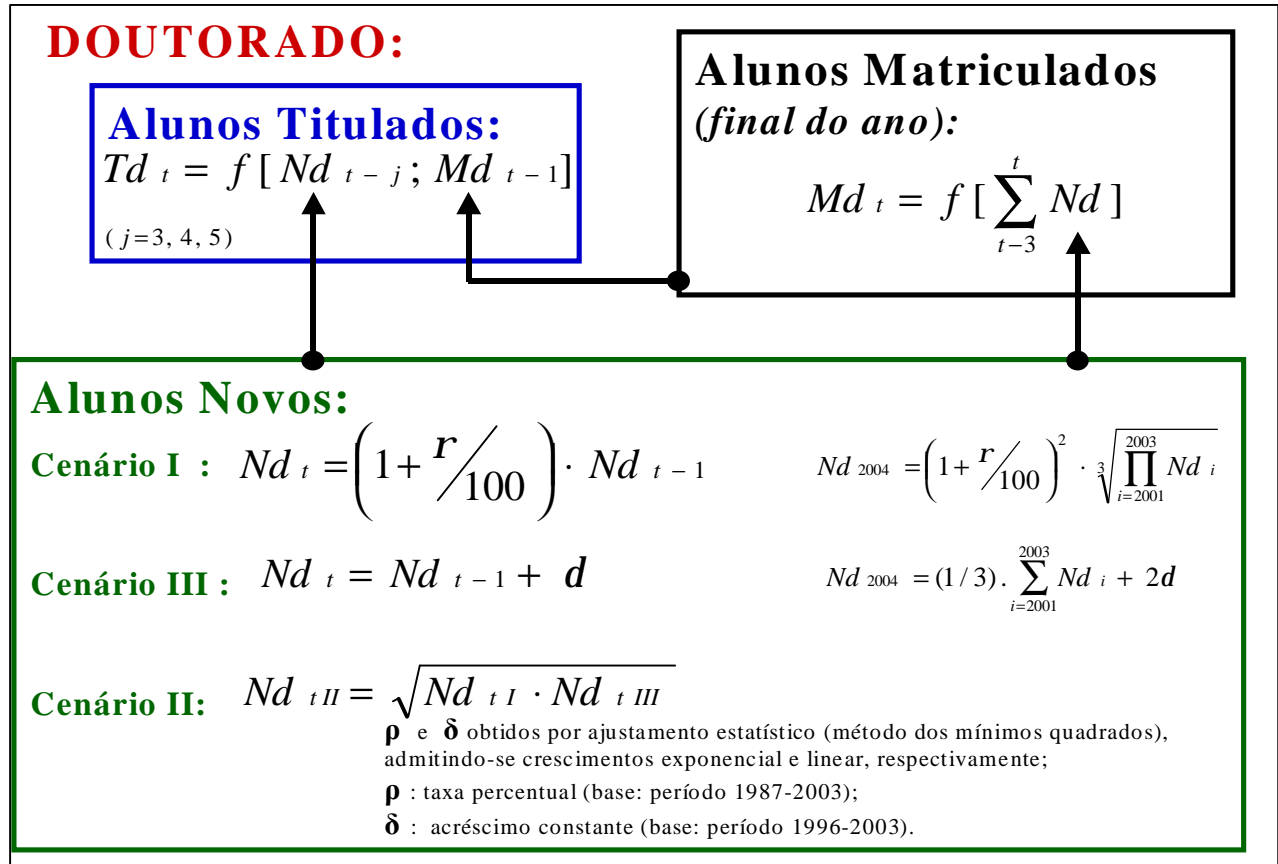 DOUTORADO:
Alunos Titulados:
Td t = f [ Nd t − j ; Md t − 1]
( j=3, 4, 5)
Alunos Matriculados
(final do ano):
Md t = f [ ∑ t−3 t Nd ]
Alunos Novos:
Cenário I : Nd t = (1 + r/100) · Nd t − 1
Nd 2004 = (1 + r/100)² · ³√∏ i=2001 2003 Nd i
Cenário III : Nd t = Nd t − 1 + d
Nd 2004 = (1 / 3) . ∑ i=2001 2003 Nd i + 2d
Cenário II: Nd t II = √Nd t I · Nd t III
ρ e δ obtidos por ajustamento estatístico (método dos mínimos quadrados),
admitindo-se crescimentos exponencial e linear, respectivamente;
ρ : taxa percentual (base: período 1987-2003);
δ : acréscimo constante (base: período 1996-2003).